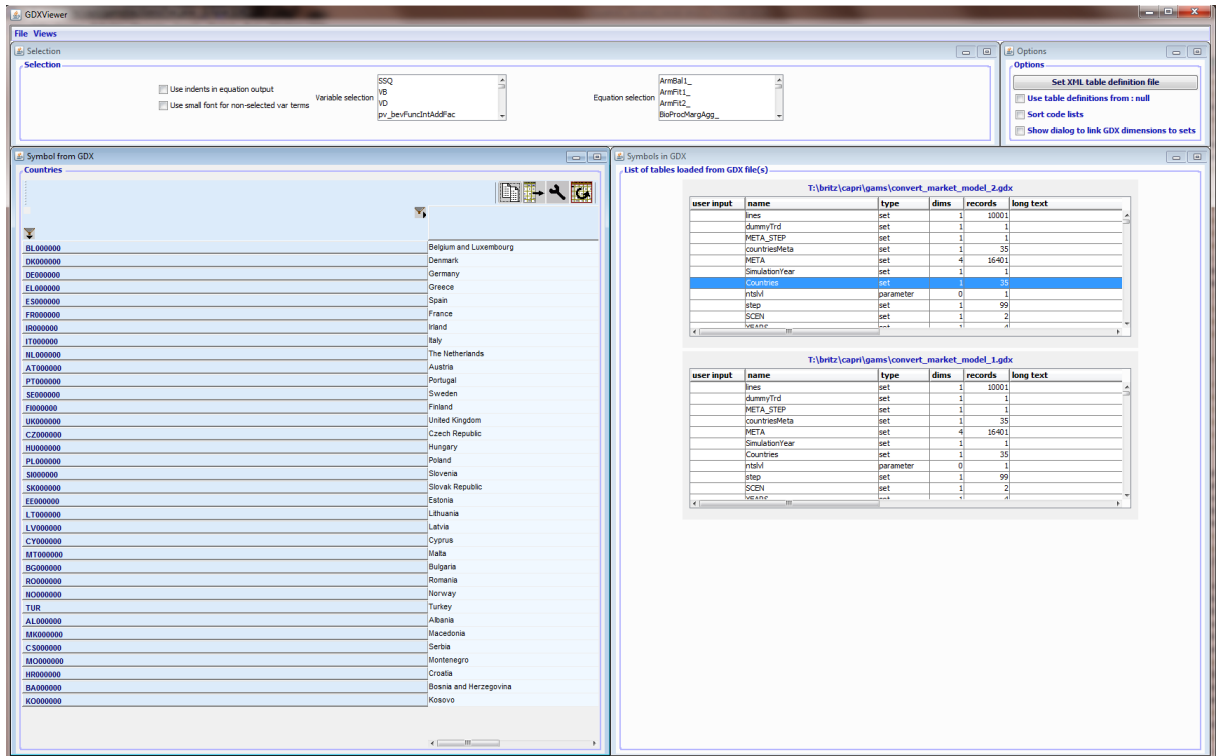 GDXViewer
File Views
Selection
Selection
Use indents in equation output
Use small font for non-selected var terms
Variable selection
SSQ
VB
VD
pv_bevFuncIntAddFac
Equation selection
ArmBal1_
ArmFit1_
ArmFit2_
BioProcMargAgg_
Options
Options
Set XML table definition file
Use table definitions from : null
Sort code lists
Show dialog to link GDX dimensions to sets
Symbol from GDX
Countries
BL000000 Belgium and Luxembourg
DK000000 Denmark
DE000000 Germany
EL000000 Greece
ES000000 Spain
FR000000 France
IR000000 Irland
IT000000 Italy
NL000000 The Netherlands
AT000000 Austria
PT000000 Portugal
SE000000 Sweden
FI000000 Finland
UK000000 United Kingdom
CZ000000 Czech Republic
HU000000 Hungary
PL000000 Poland
SI000000 Slovenia
SK000000 Slovak Republic
EE000000 Estonia
LT000000 Lithuania
LV000000 Latvia
CY000000 Cyprus
MT000000 Malta
BG000000 Bulgaria
RO000000 Romania
NO000000 Norway
TUR Turkey
AL000000 Albania
MK000000 Macedonia
CS000000 Serbia
MO000000 Montenegro
HR000000 Croatia
BA000000 Bosnia and Herzegovina
KO000000 Kosovo
Symbols in GDX
List of tables loaded from GDX file(s)
T:\britz\capri\gams\convert_market_model_2.gdx
user input name type dims records long text
lines set 1 10001
dummyTrd set 1 1
META_STEP set 1 1
countriesMeta set 1 35
META set 4 16401
SimulationYear set 1 1
Countries set 1 35
ntslvl parameter 0 1
step set 1 99
SCEN set 1 2
YEARS set 1 4
T:\britz\capri\gams\convert_market_model_1.gdx
user input name type dims records long text
lines set 1 10001
dummyTrd set 1 1
META_STEP set 1 1
countriesMeta set 1 35
META set 4 16401
SimulationYear set 1 1
Countries set 1 35
ntslvl parameter 0 1
step set 1 99
SCEN set 1 2
YEARS set 1 4